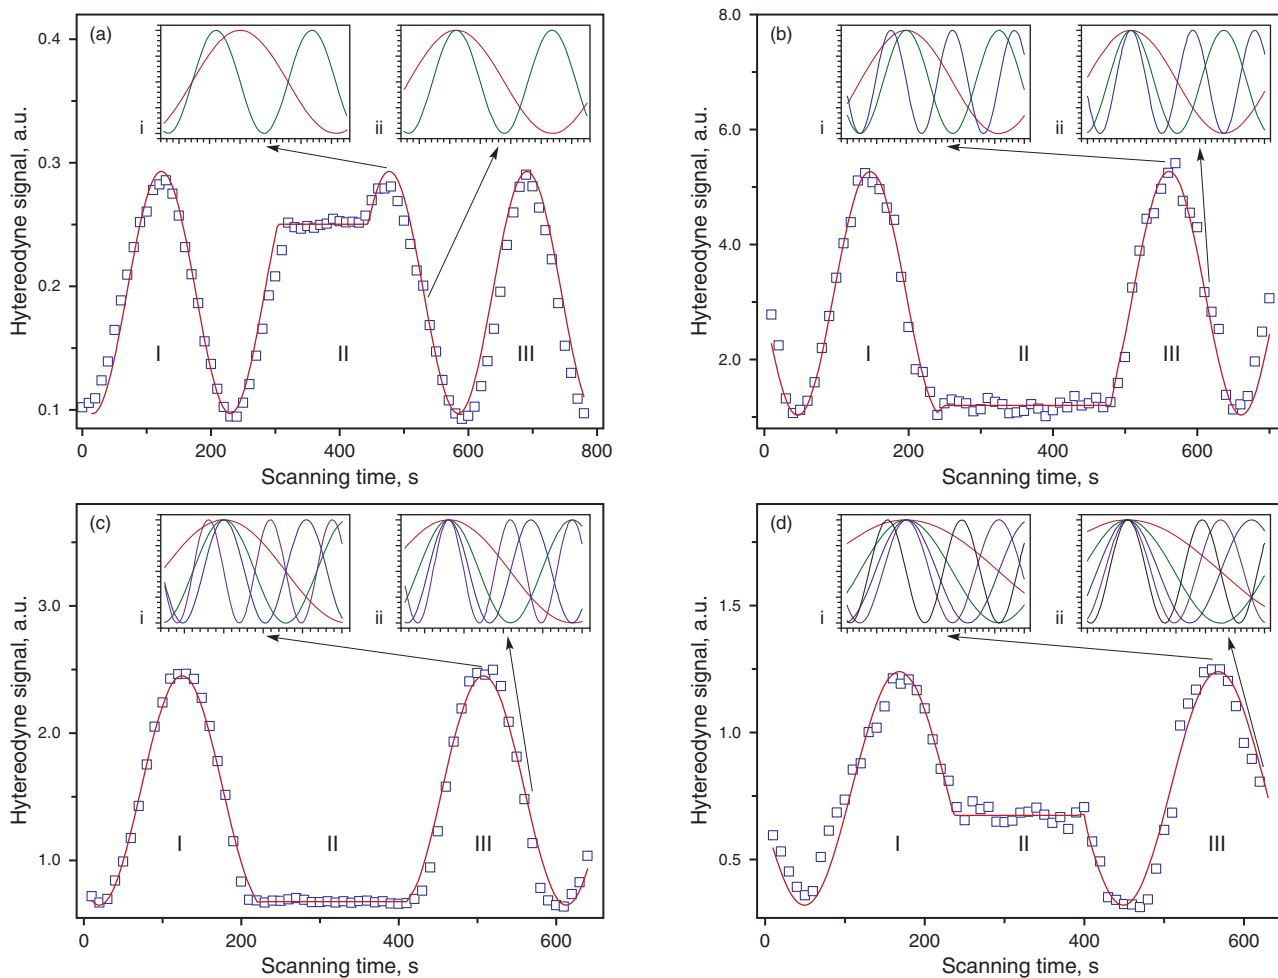 (a)
i
ii
I
II
III
0.4
0.3
0.2
0.1
Hytereodyne signal, a.u.
0
200
400
600
800
Scanning time, s
(b)
i
ii
I
II
III
8.0
6.0
4.0
2.0
Hytereodyne signal, a.u.
0
200
400
600
Scanning time, s
(c)
i
ii
I
II
III
3.0
2.0
1.0
Hytereodyne signal, a.u.
0
200
400
600
Scanning time, s
(d)
i
ii
I
II
III
1.5
1.0
0.5
Hytereodyne signal, a.u.
0
200
400
600
Scanning time, s